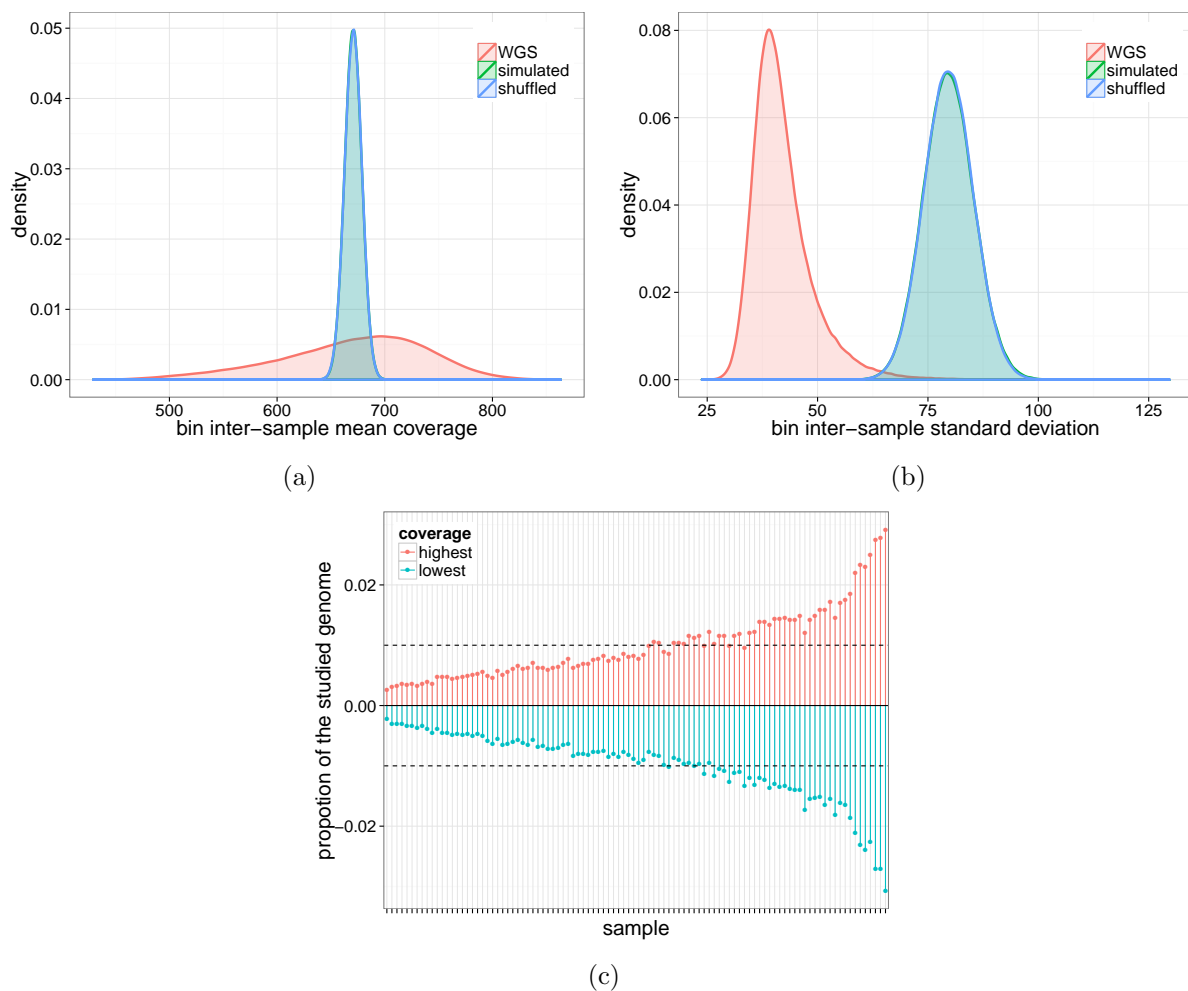 0.05
0.04
0.03
0.02
0.01
0.00
density
WGS
simulated
shuffled
500
600
700
800
bin inter−sample mean coverage
(a)
0.08
0.06
0.04
0.02
0.00
density
WGS
simulated
shuffled
25
50
75
100
125
bin inter−sample standard deviation
(b)
coverage
highest
lowest
0.02
0.00
−0.02
propotion of the studied genome
sample
(c)